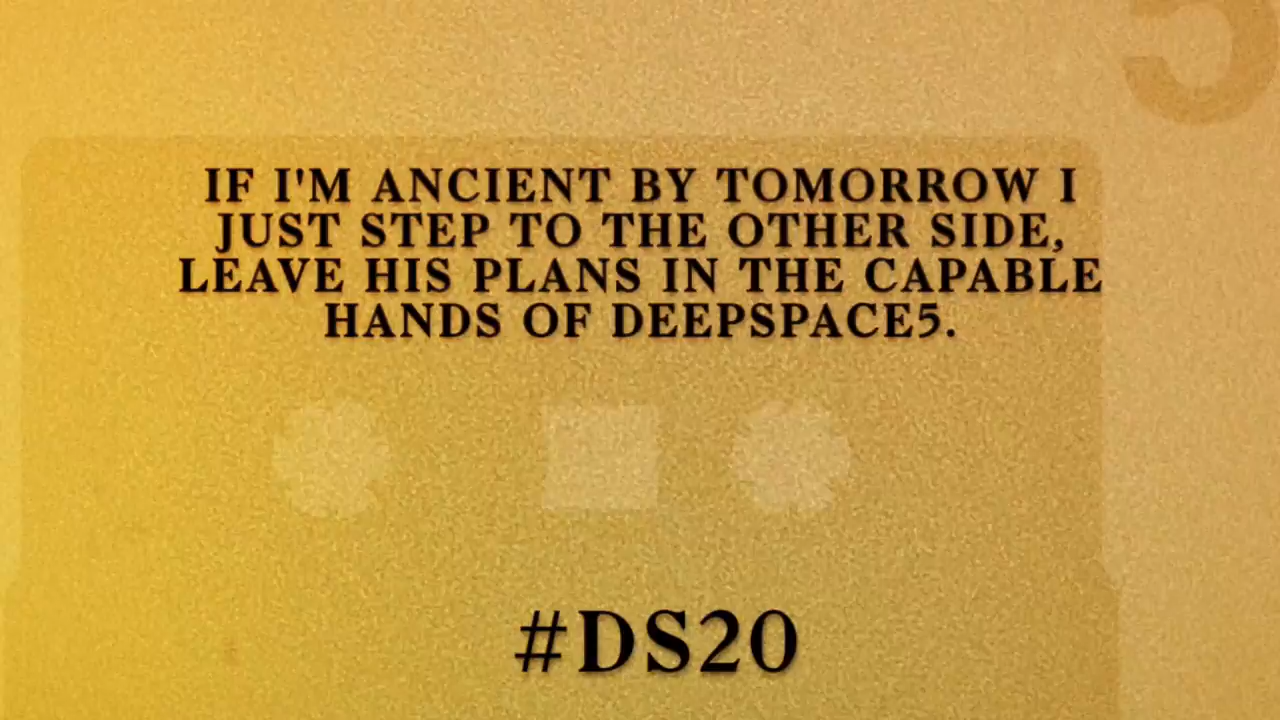 IF I'M ANCIENT BY TOMORROW I
JUST STEP TO THE OTHER SIDE,
LEAVE HIS PLANS IN THE CAPABLE
HANDS OF DEEPSPACE5.
#DS20